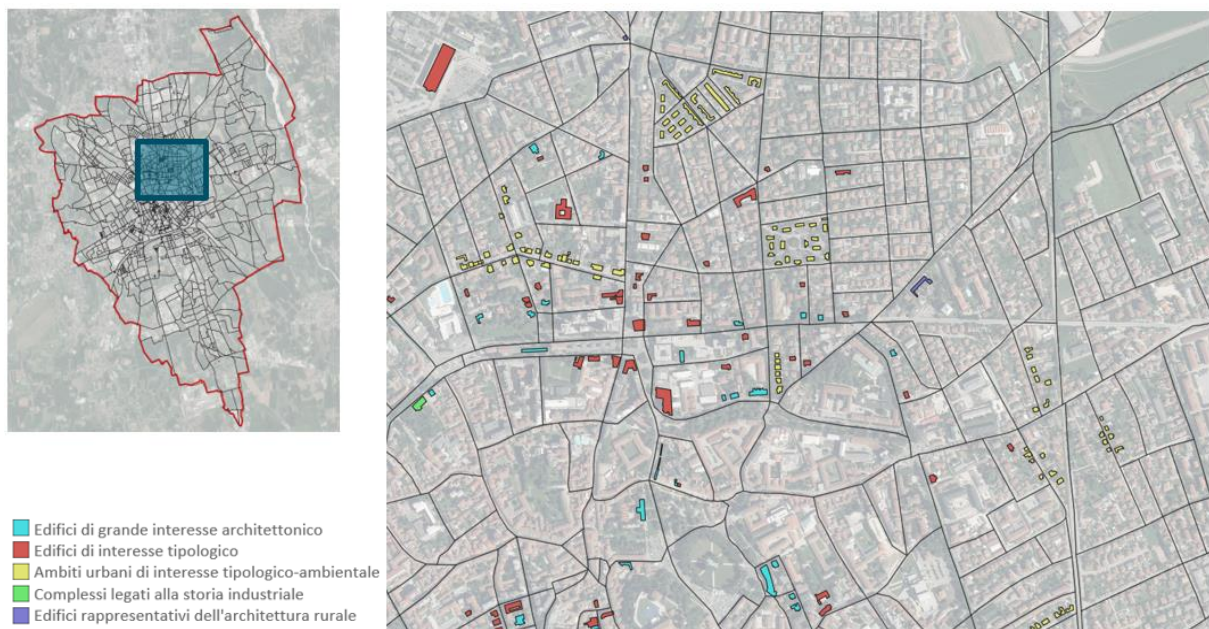 Edifici di grande interesse architettonico
Edifici di interesse tipologico
Ambiti urbani di interesse tipologico-ambientale
Complessi legati alla storia industriale
Edifici rappresentativi dell'architettura rurale